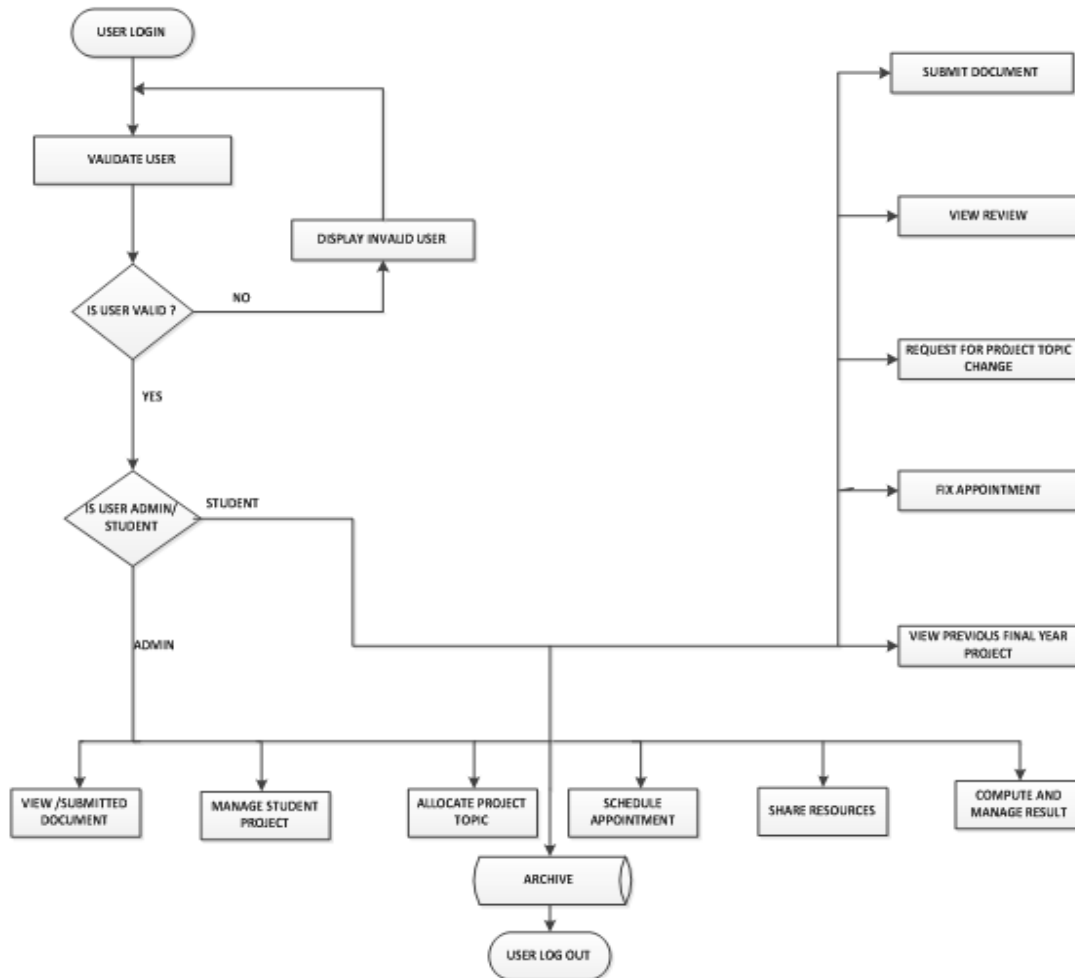 USER LOGIN
SUBMIT DOCUMENT
VALIDATE USER
VIEW REVIEW
DISPLAY INVALID USER
IS USER VALID ?
NO
REQUEST FOR PROJECT TOPIC
CHANGE
YES
FIX APPOINTMENT
IS USER ADMIN/
STUDENT
STUDENT
ADMIN
VIEW PREVIOUS FINAL YEAR
PROJECT
VIEW /SUBMITTED
DOCUMENT
MANAGE STUDENT
PROJECT
ALLOCATE PROJECT
TOPIC
SCHEDULE
APPOINTMENT
SHARE RESOURCES
COMPUTE AND
MANAGE RESULT
ARCHIVE
USER LOG OUT